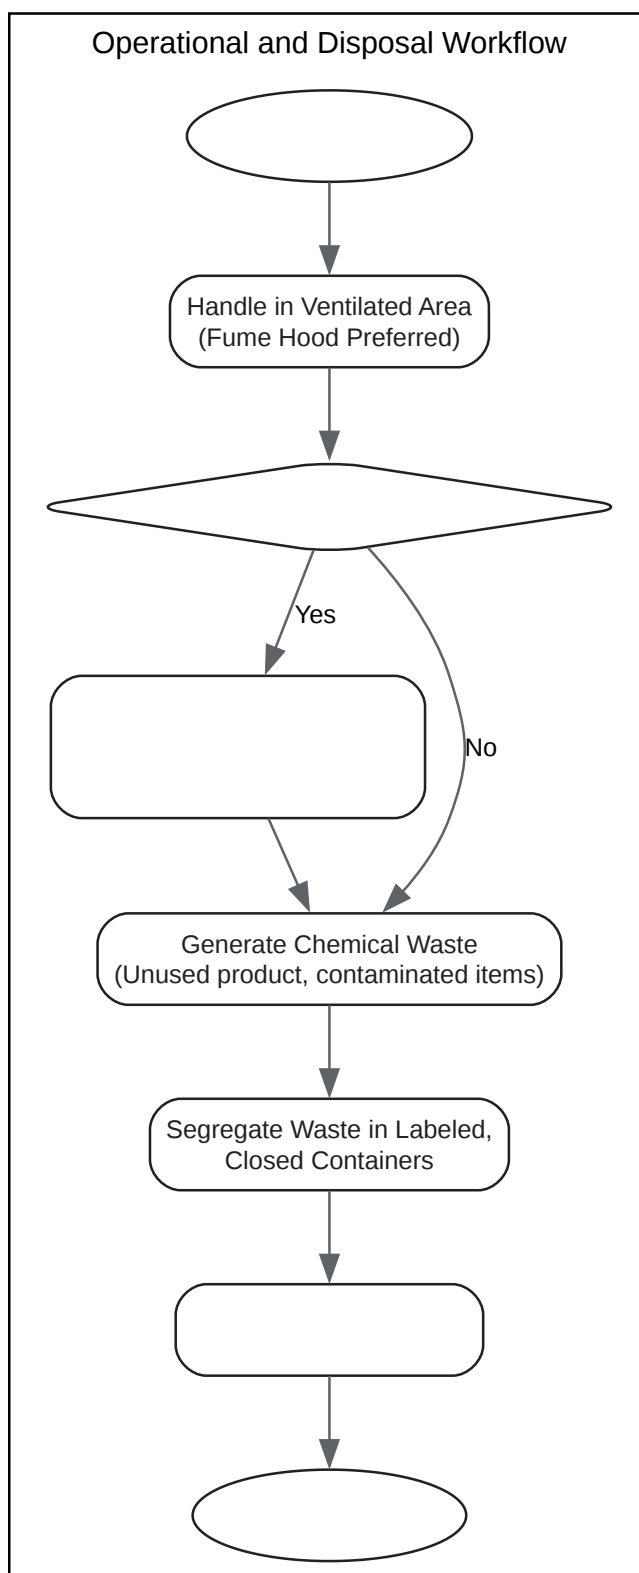 Operational and Disposal Workflow
Handle in Ventilated Area
(Fume Hood Preferred)
Yes
No
Generate Chemical Waste
(Unused product, contaminated items)
Segregate Waste in Labeled,
Closed Containers